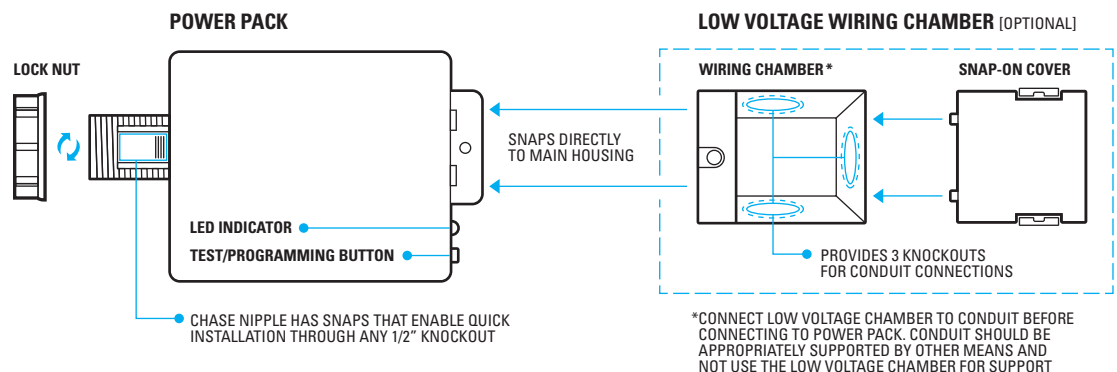 POWER PACK
LOW VOLTAGE WIRING CHAMBER [OPTIONAL]
LOCK NUT
WIRING CHAMBER*
SNAP-ON COVER
SNAPS DIRECTLY
TO MAIN HOUSING
LED INDICATOR
TEST/PROGRAMMING BUTTON
PROVIDES 3 KNOCKOUTS
FOR CONDUIT CONNECTIONS
CHASE NIPPLE HAS SNAPS THAT ENABLE QUICK
INSTALLATION THROUGH ANY 1/2" KNOCKOUT
*CONNECT LOW VOLTAGE CHAMBER TO CONDUIT BEFORE
CONNECTING TO POWER PACK. CONDUIT SHOULD BE
APPROPRIATELY SUPPORTED BY OTHER MEANS AND
NOT USE THE LOW VOLTAGE CHAMBER FOR SUPPORT